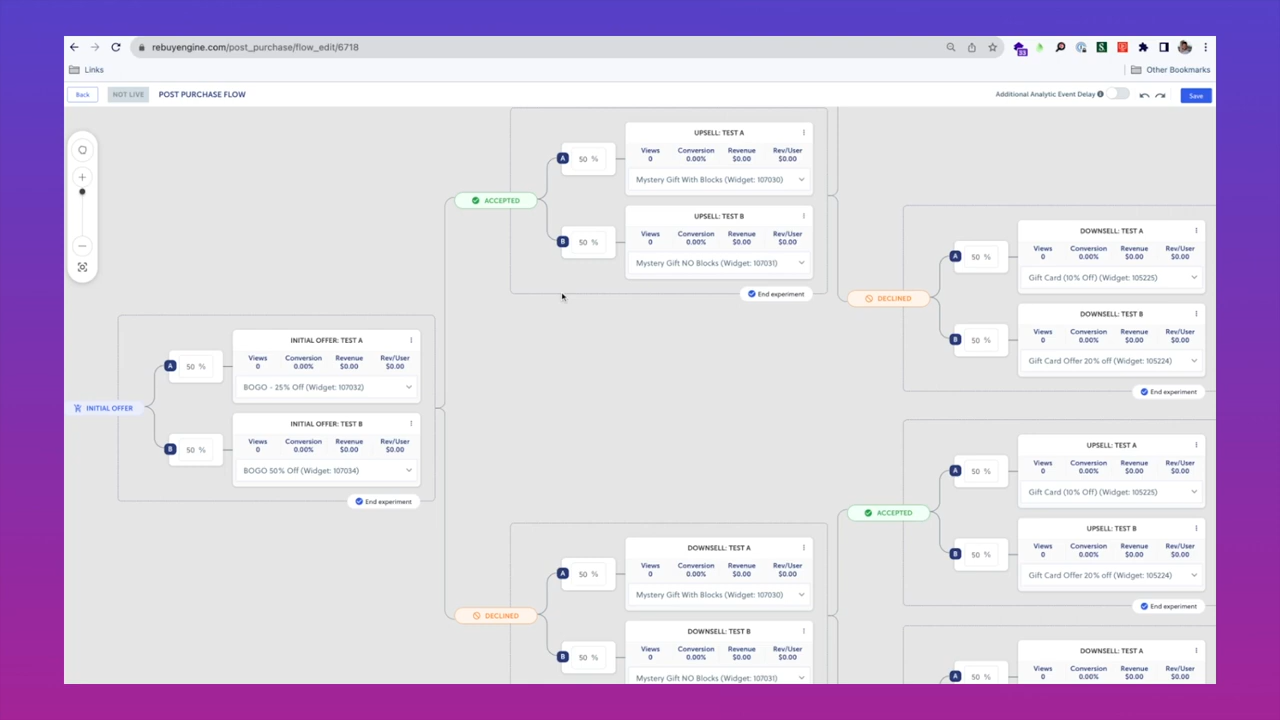 rebuyengine.com/post_purchase/flow_edit/6718
Links
Other Bookmarks
Back
NOT LIVE
POST PURCHASE FLOW
Additional Analytic Event Delay
Save
INITIAL OFFER
INITIAL OFFER: TEST A
A 50 %
Views Conversion Revenue Rev/User
0 0.00% $0.00 $0.00
BOGO - 25% Off (Widget: 107032)
INITIAL OFFER: TEST B
B 50 %
Views Conversion Revenue Rev/User
0 0.00% $0.00 $0.00
BOGO 50% Off (Widget: 107034)
End experiment
ACCEPTED
UPSELL: TEST A
A 50 %
Views Conversion Revenue Rev/User
0 0.00% $0.00 $0.00
Mystery Gift With Blocks (Widget: 107030)
UPSELL: TEST B
B 50 %
Views Conversion Revenue Rev/User
0 0.00% $0.00 $0.00
Mystery Gift NO Blocks (Widget: 107031)
End experiment
DECLINED
DOWNSELL: TEST A
A 50 %
Views Conversion Revenue Rev/User
0 0.00% $0.00 $0.00
Mystery Gift With Blocks (Widget: 107030)
DOWNSELL: TEST B
B 50 %
Views Conversion Revenue Rev/User
0 0.00% $0.00 $0.00
Mystery Gift NO Blocks (Widget: 107031)
DECLINED
DOWNSELL: TEST A
A 50 %
Views Conversion Revenue Rev/User
0 0.00% $0.00 $0.00
Gift Card (10% Off) (Widget: 105225)
DOWNSELL: TEST B
B 50 %
Views Conversion Revenue Rev/User
0 0.00% $0.00 $0.00
Gift Card Offer 20% off (Widget: 105224)
End experiment
ACCEPTED
UPSELL: TEST A
A 50 %
Views Conversion Revenue Rev/User
0 0.00% $0.00 $0.00
Gift Card (10% Off) (Widget: 105225)
UPSELL: TEST B
B 50 %
Views Conversion Revenue Rev/User
0 0.00% $0.00 $0.00
Gift Card Offer 20% off (Widget: 105224)
End experiment
DOWNSELL: TEST A
A 50 %
Views Conversion Revenue Rev/User
0 0.00% $0.00 $0.00